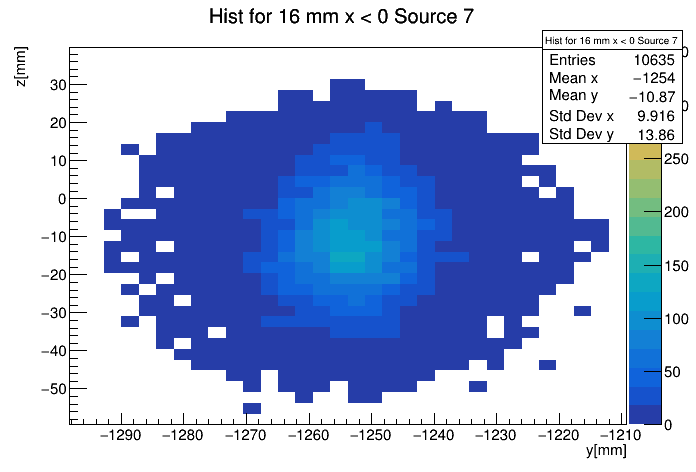 Hist for 16 mm x < 0 Source 7
z[mm]
Hist for 16 mm x < 0 Source 7
Entries 10635
Mean x −1254
Mean y −10.87
Std Dev x 9.916
Std Dev y 13.86
30
20
10
0
−10
−20
−30
−40
−50
250
200
150
100
50
0
−1290 −1280 −1270 −1260 −1250 −1240 −1230 −1220 −1210
y[mm]